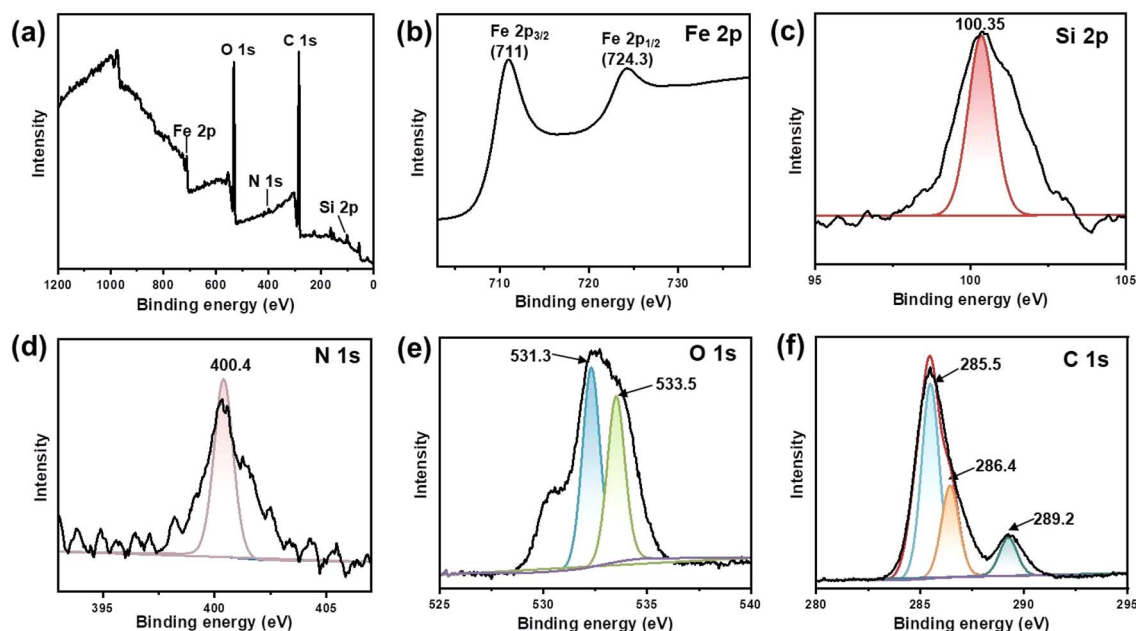 (a)
O 1s
C 1s
Fe 2p
N 1s
Si 2p
Intensity
1200 1000 800 600 400 200 0
Binding energy (eV)
(b)
Fe 2p3/2
(711)
Fe 2p1/2
(724.3)
Fe 2p
Intensity
710 720 730
Binding energy (eV)
(c)
100.35
Si 2p
Intensity
95 100 105
Binding energy (eV)
(d)
N 1s
400.4
Intensity
395 400 405
Binding energy (eV)
(e)
O 1s
531.3
533.5
Intensity
525 530 535 540
Binding energy (eV)
(f)
C 1s
285.5
286.4
289.2
Intensity
280 285 290 295
Binding energy (eV)